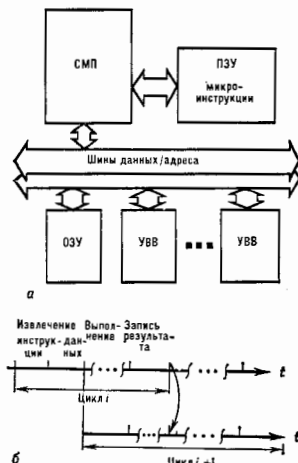 СМП
ПЗУ
микро-
инструкции
Шины данных/адреса
ОЗУ
УВВ
УВВ
а
Извлечение Выпол- Запись
инструк- дан- нения результа-
ции ных та
t
Цикл i
t
Цикл i+1
б